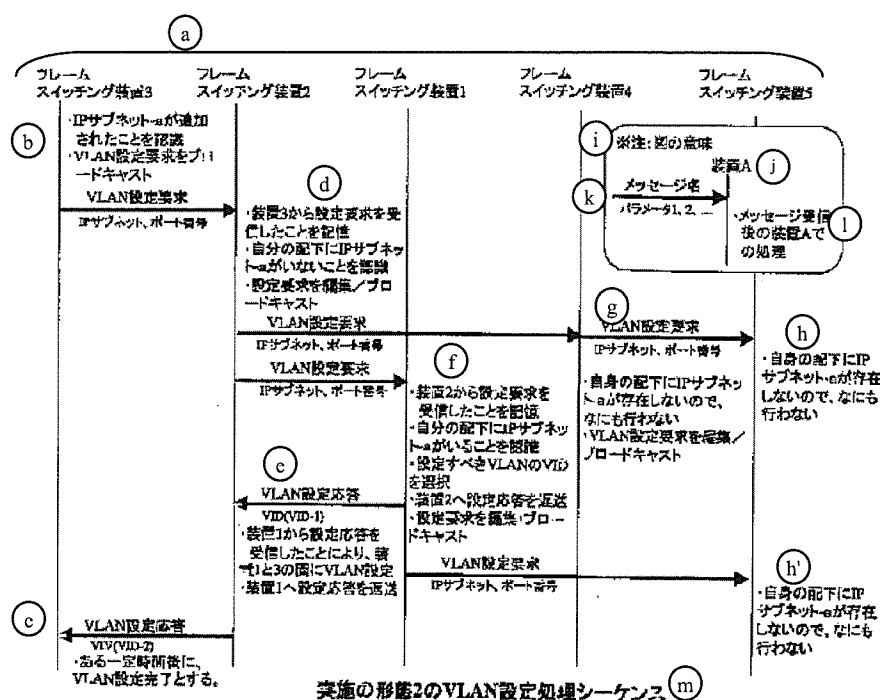 a
フレーム
スイッチング装置3
フレーム
スイッチング装置2
フレーム
スイッチング装置1
フレーム
スイッチング装置4
フレーム
スイッチング装置5
b
・IPサブネット-aが追加
されたことを認識
・VLAN設定要求をブロ
ードキャスト
VLAN設定要求
IPサブネット、ポート番号
d
・装置3から設定要求を受
信したことを記憶
・自分の配下にIPサブネッ
ト-aがいないことを認識
・設定要求を編集／ブロ
ードキャスト
i
※注：図の意味
装置A
j
k
メッセージ名
パラメータ1, 2, ...
・メッセージ受信
後の装置Aで
の処理
l
VLAN設定要求
IPサブネット、ポート番号
g
VLAN設定要求
IPサブネット、ポート番号
h
・自身の配下にIP
サブネット-aが存在
しないので、なにも
行わない
VLAN設定要求
IPサブネット、ポート番号
f
・装置2から設定要求を
受信したことを記憶
・自分の配下にIPサブネッ
ト-aがいることを認識
・設定すべきVLANのVID
を選択
・装置2へ設定応答を返送
・設定要求を編集・ブロー
ドキャスト
・自身の配下にIPサブネッ
ト-aが存在しないので、
なにも行わない
・VLAN設定要求を編集／
ブロードキャスト
e
VLAN設定応答
VID(VID-1)
・装置1から設定応答を
受信したことにより、装
置1と3の間にVLAN設定
・装置1へ設定応答を返送
VLAN設定要求
IPサブネット、ポート番号
h'
・自身の配下にIP
サブネット-aが存在
しないので、なにも
行わない
c
VLAN設定応答
VIV(VID-2)
・ある一定時間後に、
VLAN設定完了とする。
実施の形態2のVLAN設定処理シーケンス
m